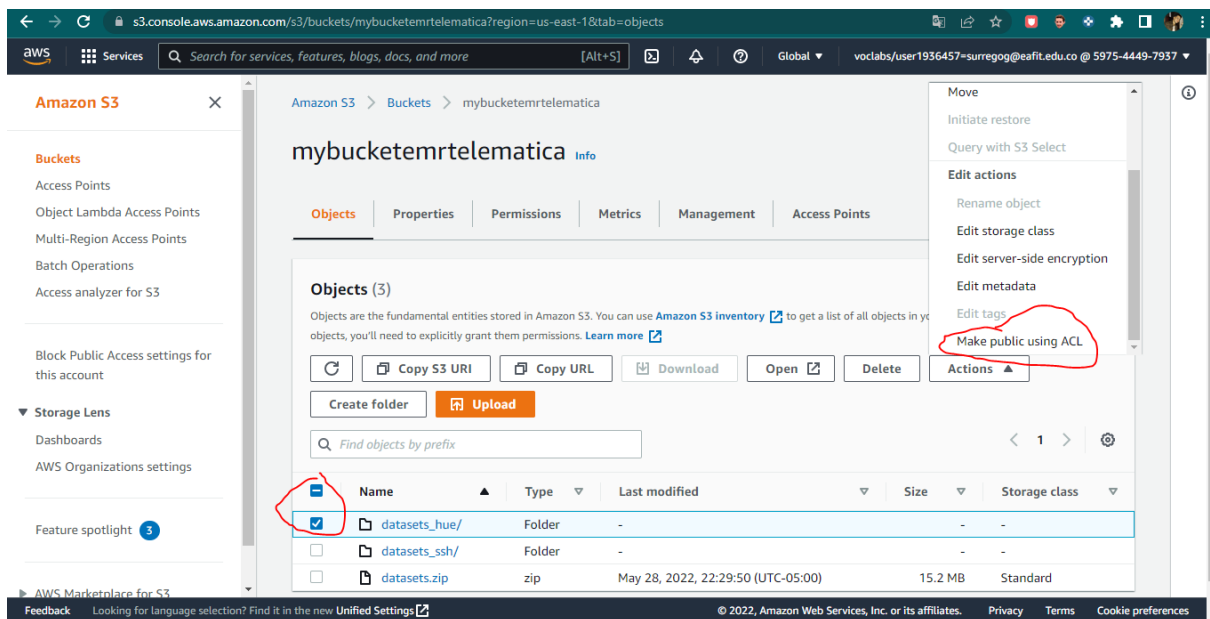 s3.console.aws.amazon.com/s3/buckets/mybucketemrtelematica?region=us-east-1&tab=objects
aws Services Search for services, features, blogs, docs, and more [Alt+S] Global ▼ voclabs/user1936457=surregog@eafit.edu.co @ 5975-4449-7937 ▼
Amazon S3
Buckets
Access Points
Object Lambda Access Points
Multi-Region Access Points
Batch Operations
Access analyzer for S3
Block Public Access settings for
this account
▼ Storage Lens
Dashboards
AWS Organizations settings
Feature spotlight 3
AWS Marketplace for S3
Amazon S3 > Buckets > mybucketemrtelematica
mybucketemrtelematica Info
Objects Properties Permissions Metrics Management Access Points
Objects (3)
Objects are the fundamental entities stored in Amazon S3. You can use Amazon S3 inventory to get a list of all objects in yo
objects, you'll need to explicitly grant them permissions. Learn more
Copy S3 URI Copy URL Download Open Delete Actions ▲
Create folder Upload
Find objects by prefix
< 1 >
Name ▲ Type ▽ Last modified ▽ Size ▽ Storage class ▽
datasets_hue/ Folder - - -
datasets_ssh/ Folder - - -
datasets.zip zip May 28, 2022, 22:29:50 (UTC-05:00) 15.2 MB Standard
Move
Initiate restore
Query with S3 Select
Edit actions
Rename object
Edit storage class
Edit server-side encryption
Edit metadata
Edit tags
Make public using ACL
Feedback Looking for language selection? Find it in the new Unified Settings © 2022, Amazon Web Services, Inc. or its affiliates. Privacy Terms Cookie preferences